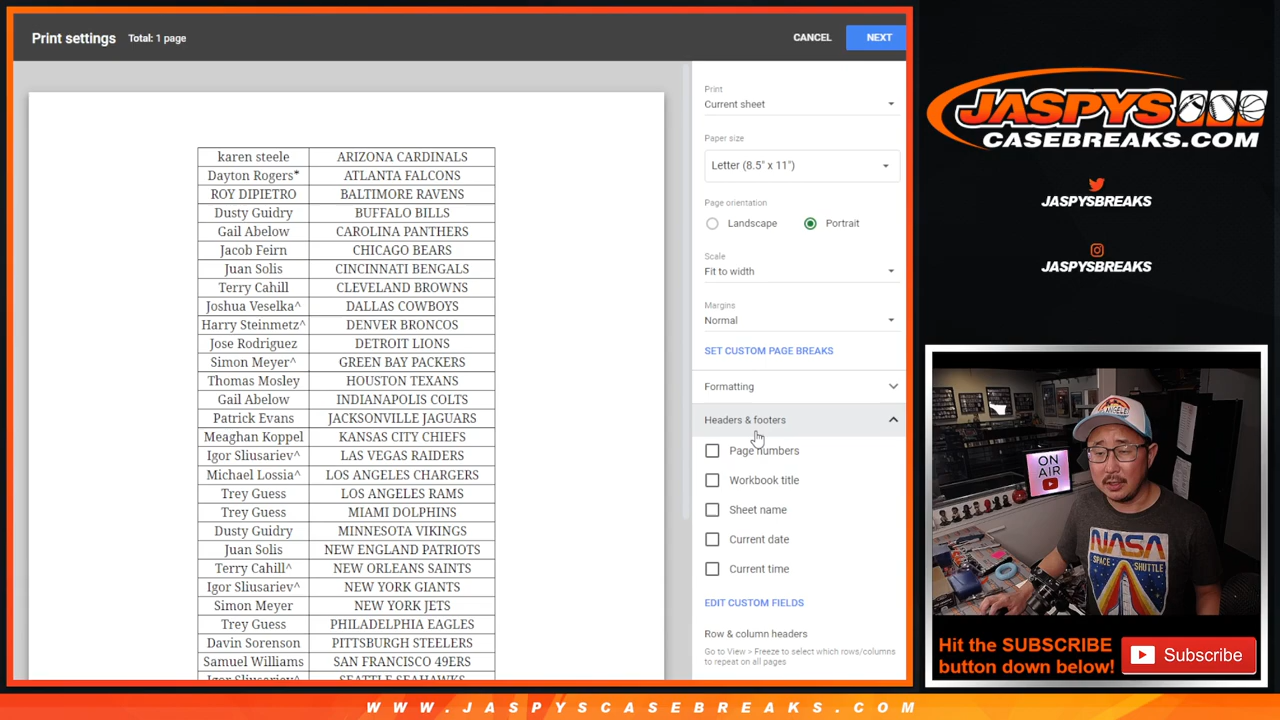 Print settings Total: 1 page
CANCEL NEXT
karen steele ARIZONA CARDINALS
Dayton Rogers* ATLANTA FALCONS
ROY DIPIETRO BALTIMORE RAVENS
Dusty Guidry BUFFALO BILLS
Gail Abelow CAROLINA PANTHERS
Jacob Feirn CHICAGO BEARS
Juan Solis CINCINNATI BENGALS
Terry Cahill CLEVELAND BROWNS
Joshua Veselka^ DALLAS COWBOYS
Harry Steinmetz^ DENVER BRONCOS
Jose Rodriguez DETROIT LIONS
Simon Meyer^ GREEN BAY PACKERS
Thomas Mosley HOUSTON TEXANS
Gail Abelow INDIANAPOLIS COLTS
Patrick Evans JACKSONVILLE JAGUARS
Meaghan Koppel KANSAS CITY CHIEFS
Igor Sliusariev^ LAS VEGAS RAIDERS
Michael Lossia^ LOS ANGELES CHARGERS
Trey Guess LOS ANGELES RAMS
Trey Guess MIAMI DOLPHINS
Dusty Guidry MINNESOTA VIKINGS
Juan Solis NEW ENGLAND PATRIOTS
Terry Cahill^ NEW ORLEANS SAINTS
Igor Sliusariev^ NEW YORK GIANTS
Simon Meyer NEW YORK JETS
Trey Guess PHILADELPHIA EAGLES
Davin Sorenson PITTSBURGH STEELERS
Samuel Williams SAN FRANCISCO 49ERS
Igor Sliusariev^ SEATTLE SEAHAWKS
Print
Current sheet
Paper size
Letter (8.5" x 11")
Page orientation
Landscape Portrait
Scale
Fit to width
Margins
Normal
SET CUSTOM PAGE BREAKS
Formatting
Headers & footers
Page numbers
Workbook title
Sheet name
Current date
Current time
EDIT CUSTOM FIELDS
Row & column headers
Go to View > Freeze to select which rows/columns
to repeat on all pages
JASPYS
CASEBREAKS.COM
JASPYSBREAKS
JASPYSBREAKS
ON
AIR
NASA
SPACE SHUTTLE
Hit the SUBSCRIBE
button down below!
Subscribe
WWW.JASPYSCASEBREAKS.COM